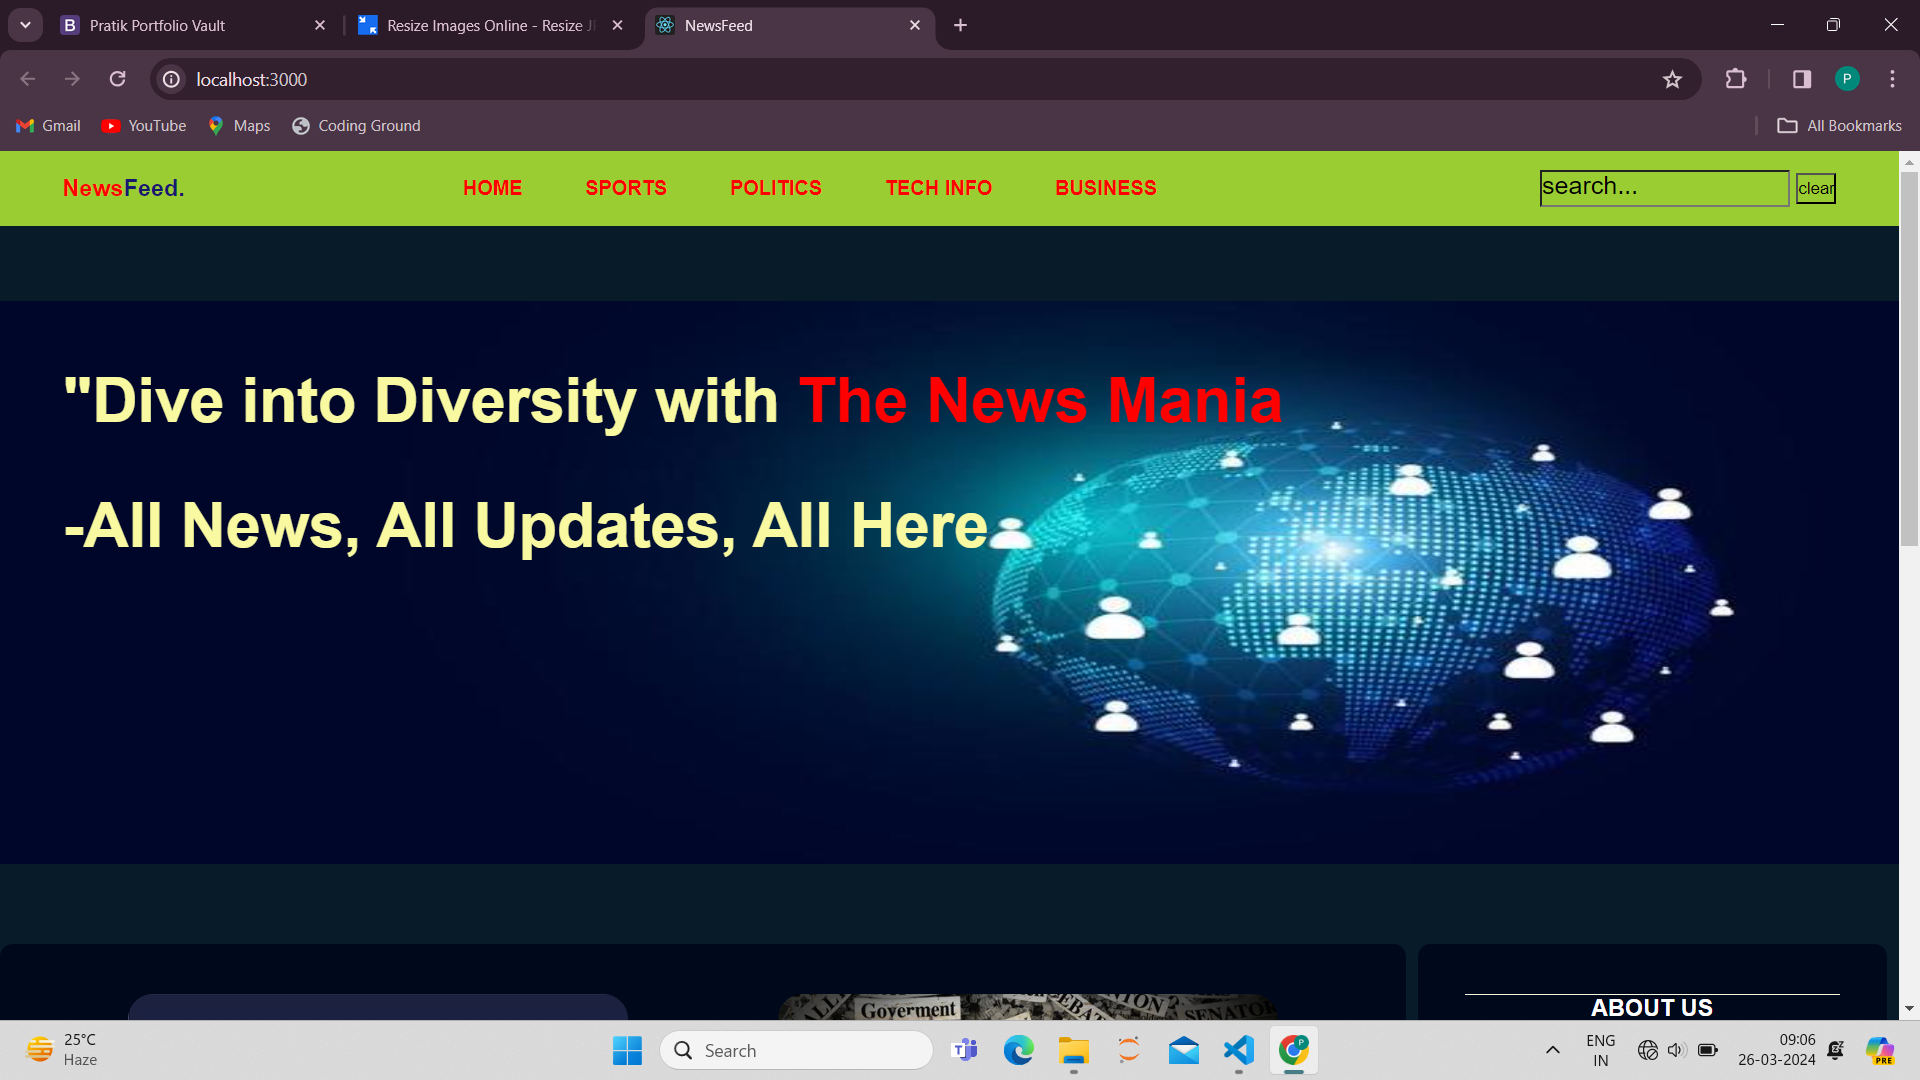 Pratik Portfolio Vault
Resize Images Online - Resize J
NewsFeed
localhost:3000
P
Gmail
YouTube
Maps
Coding Ground
All Bookmarks
NewsFeed.
HOME
SPORTS
POLITICS
TECH INFO
BUSINESS
search...
clear
"Dive into Diversity with The News Mania
-All News, All Updates, All Here
Goverment
SENATOR
ABOUT US
25°C
Haze
Search
ENG
IN
09:06
26-03-2024
PRE